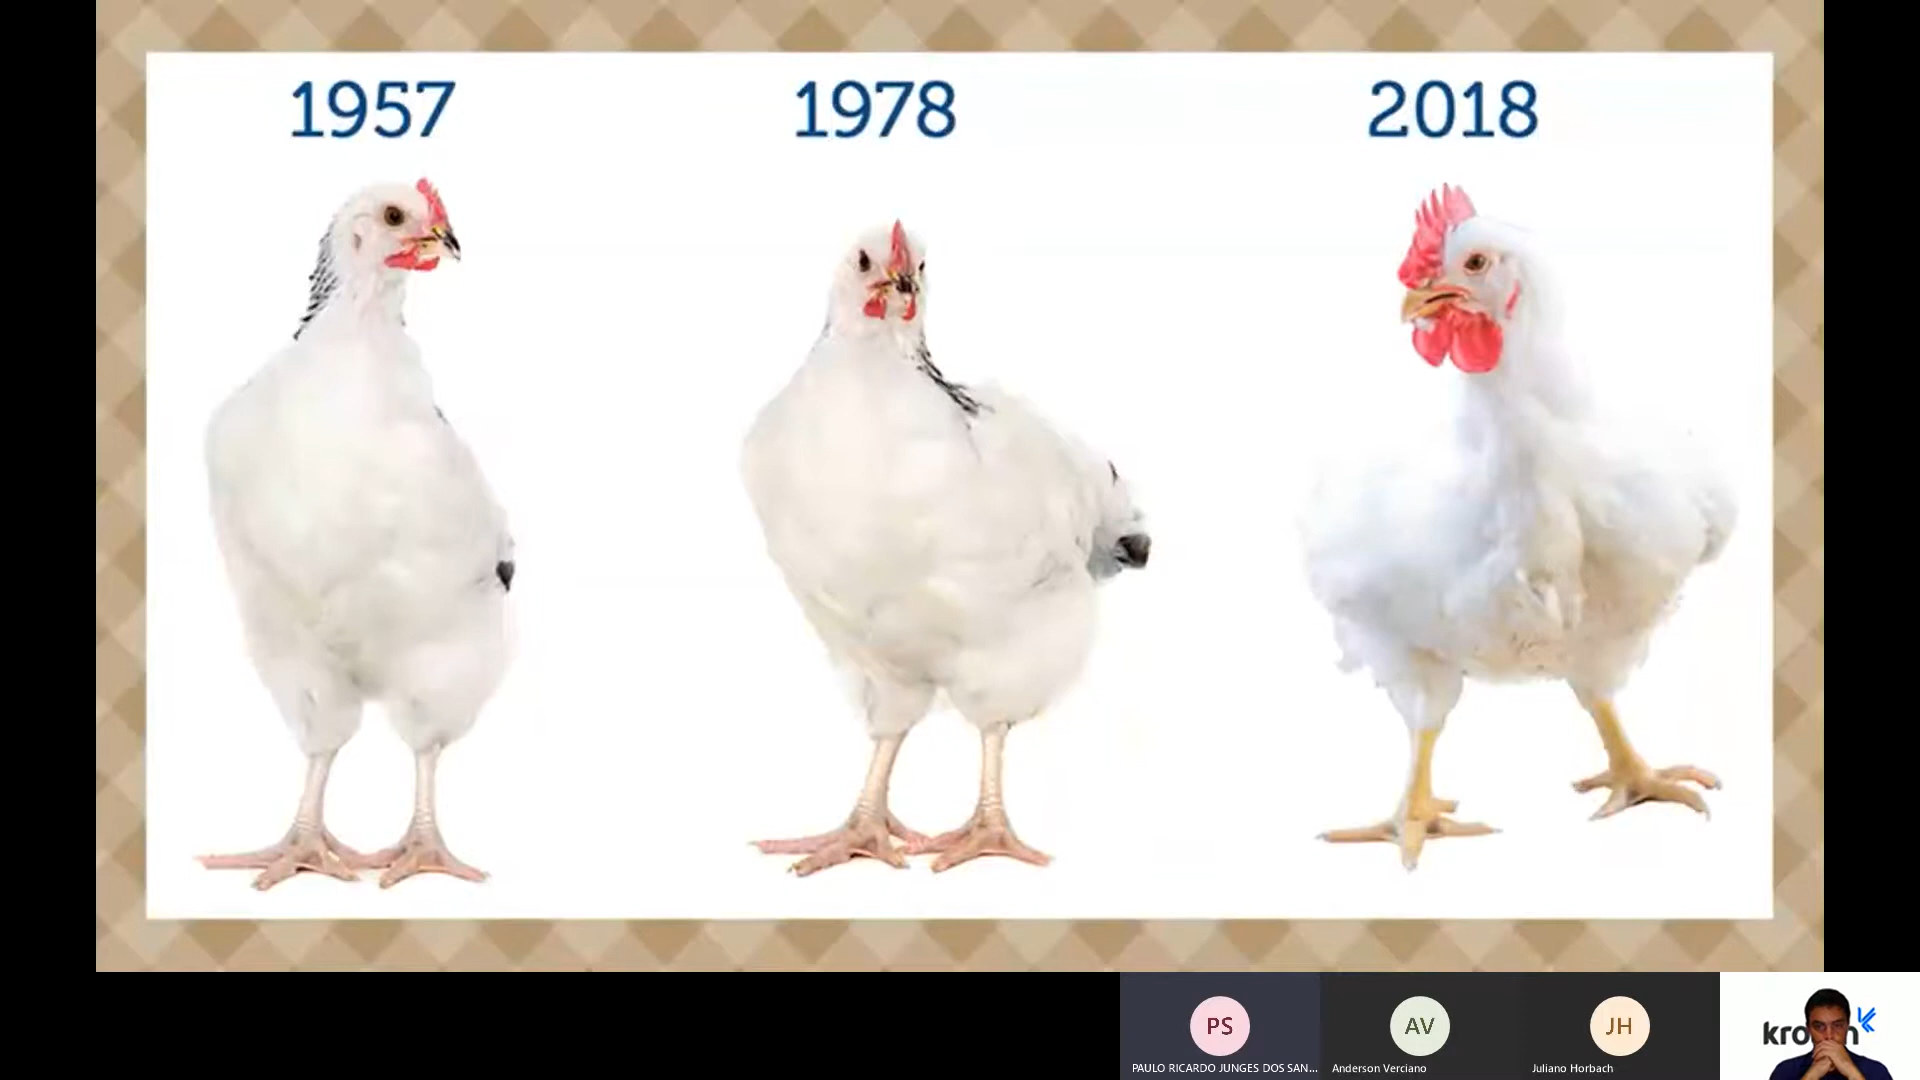 1957 1978 2018
PS AV JH
PAULO RICARDO JUNGES DOS SAN... Anderson Verciano Juliano Horbach